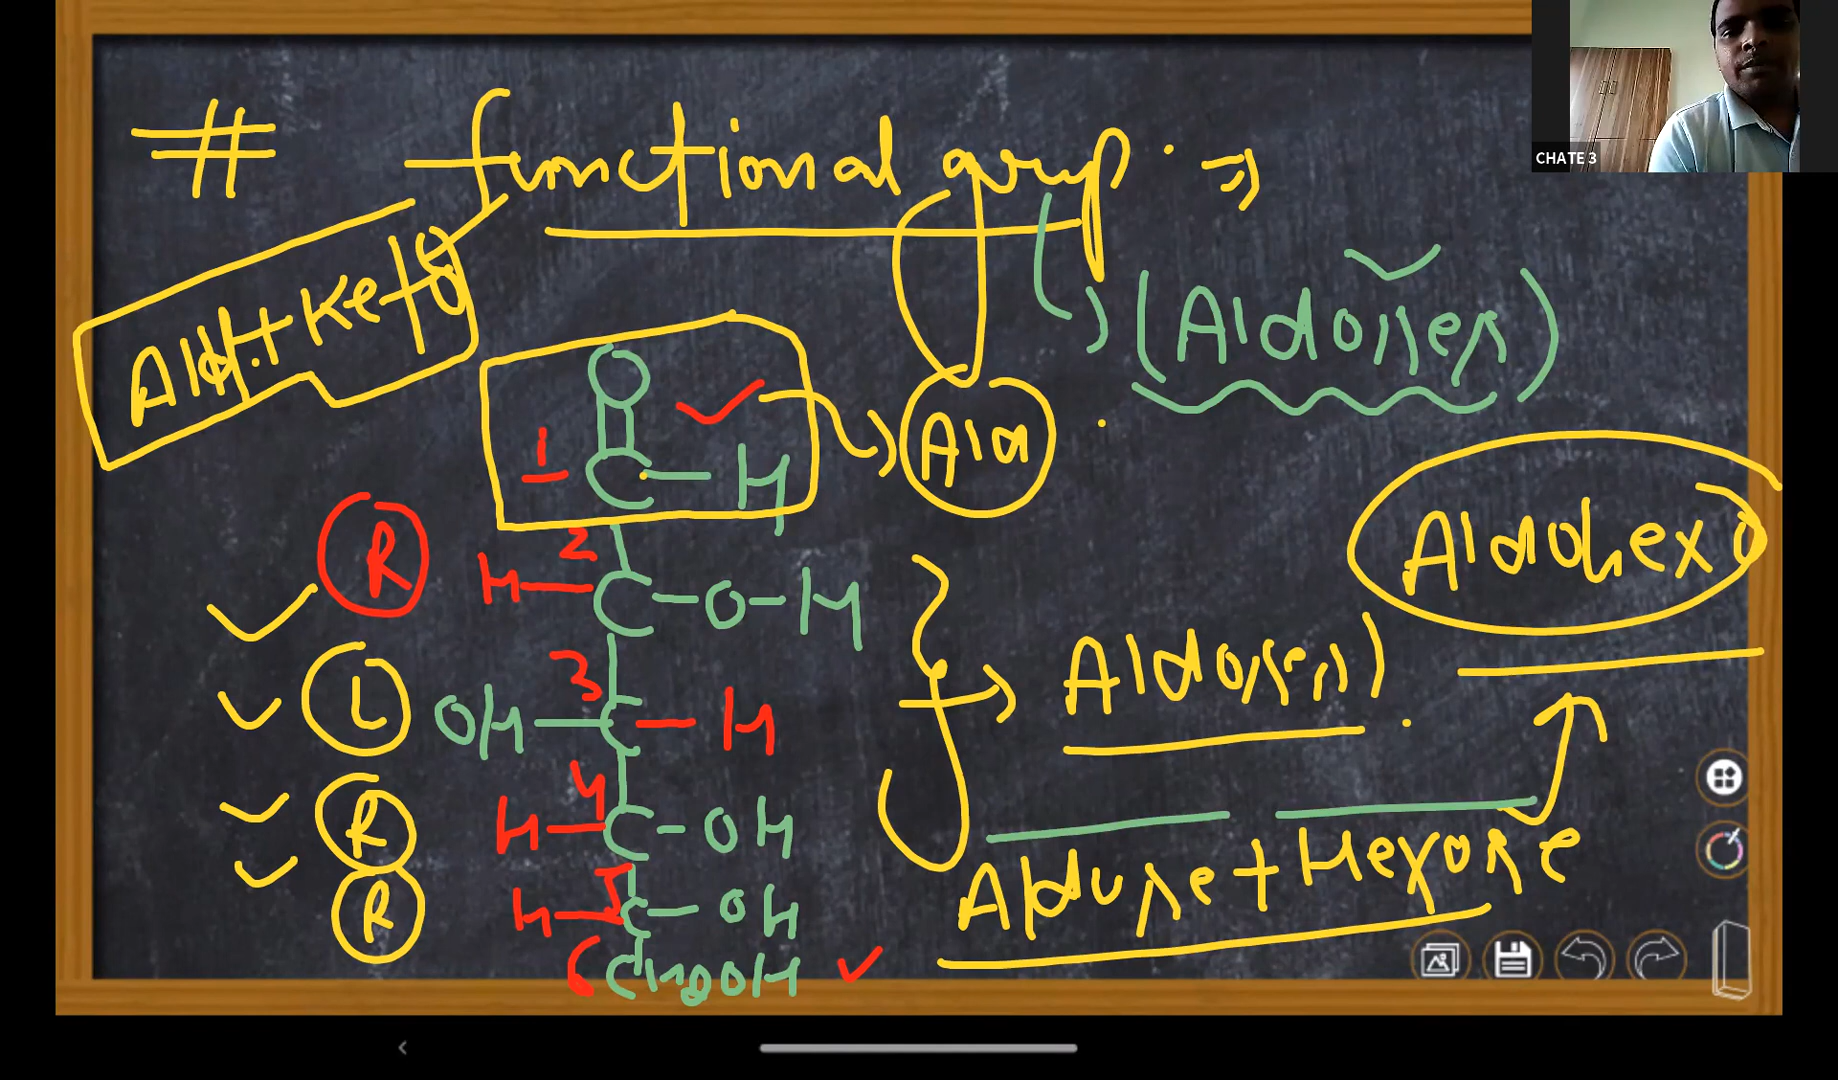 # functional group. ⇒
CHATE 3
Ald.+Keto
(Aldoses)
O
1 C-H
Ald
Aldohexo
R 2 H-C-O-H
Aldoses)
L 3 OH-C-H
R 4 H-C-OH
Aldose+Hexose
R 5 H-C-OH
6